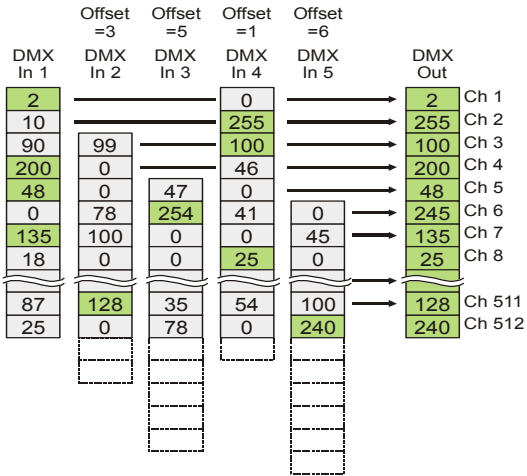 Offset Offset Offset Offset
=3 =5 =1 =6
DMX DMX DMX DMX DMX DMX
In 1 In 2 In 3 In 4 In 5 Out
2 0 2 Ch 1
10 255 255 Ch 2
90 99 100 100 Ch 3
200 0 46 200 Ch 4
48 0 47 0 48 Ch 5
0 78 254 41 0 245 Ch 6
135 100 0 0 45 135 Ch 7
18 0 0 25 0 25 Ch 8
87 128 35 54 100 128 Ch 511
25 0 78 0 240 240 Ch 512